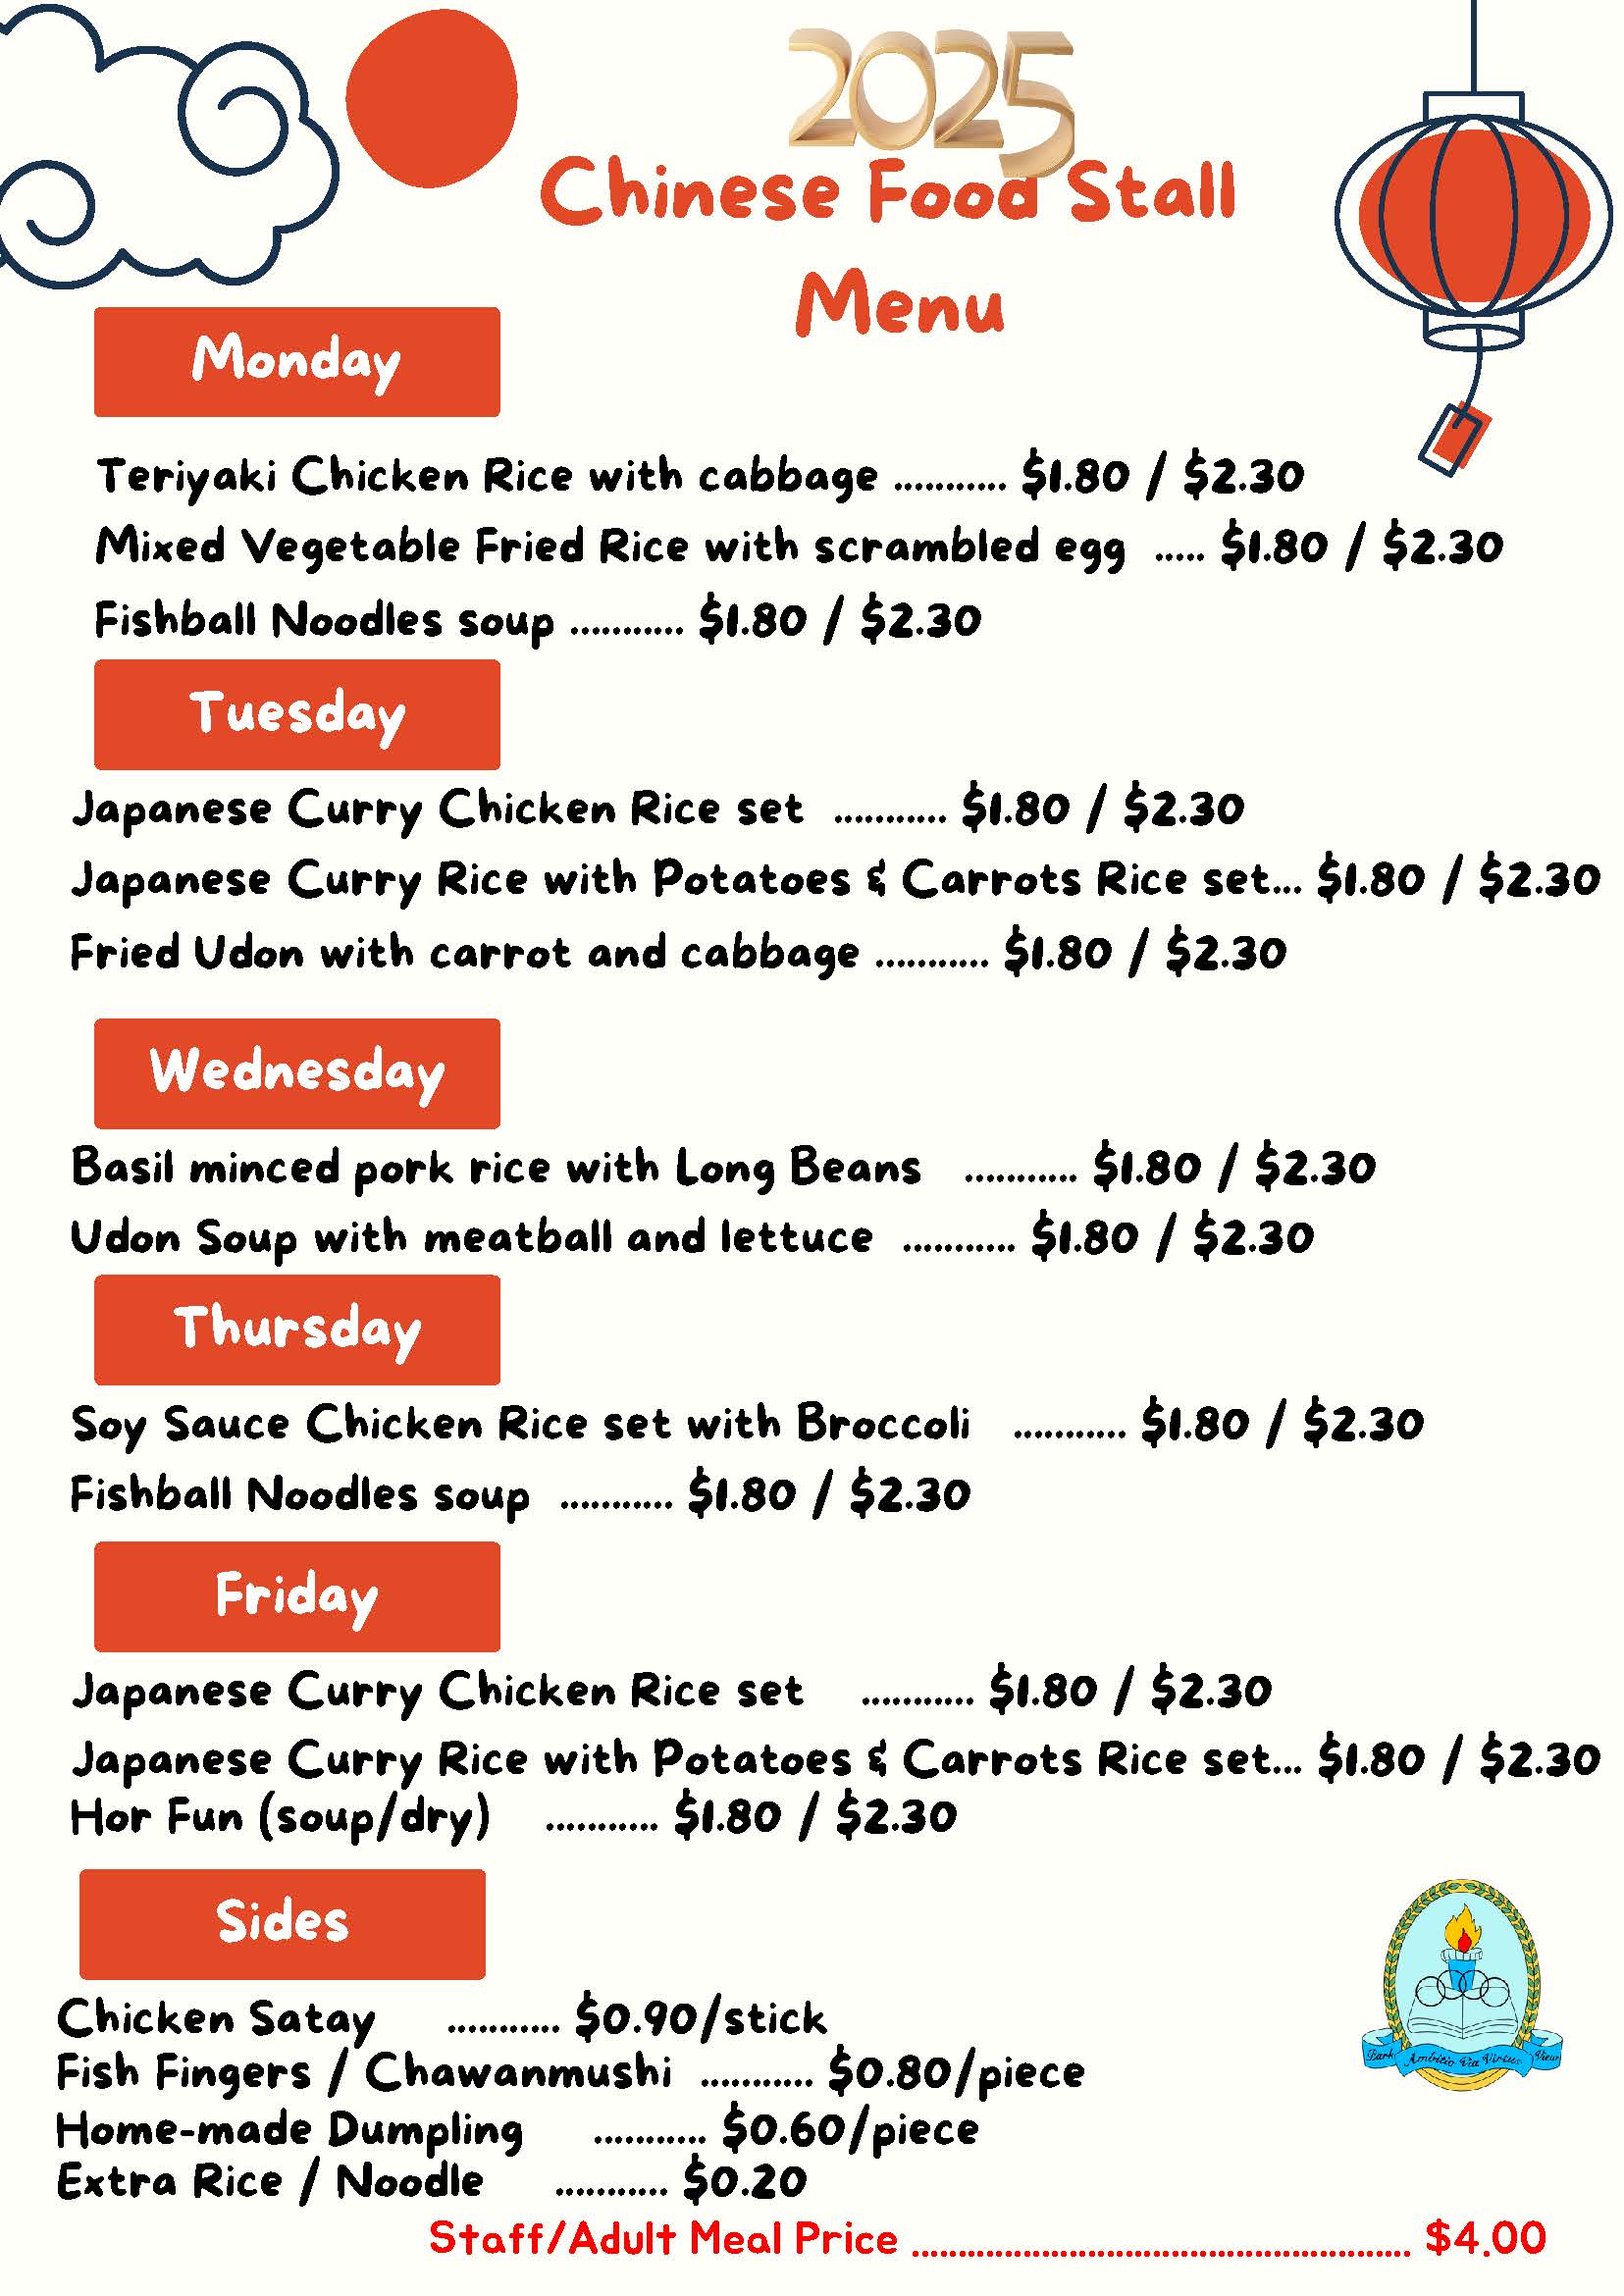 2025
Chinese Food Stall
Menu
Monday
Teriyaki Chicken Rice with cabbage ........... $1.80 / $2.30
Mixed Vegetable Fried Rice with scrambled egg ..... $1.80 / $2.30
Fishball Noodles soup ........... $1.80 / $2.30
Tuesday
Japanese Curry Chicken Rice set ........... $1.80 / $2.30
Japanese Curry Rice with Potatoes & Carrots Rice set... $1.80 / $2.30
Fried Udon with carrot and cabbage ........... $1.80 / $2.30
Wednesday
Basil minced pork rice with Long Beans ........... $1.80 / $2.30
Udon Soup with meatball and lettuce ........... $1.80 / $2.30
Thursday
Soy Sauce Chicken Rice set with Broccoli ........... $1.80 / $2.30
Fishball Noodles soup ........... $1.80 / $2.30
Friday
Japanese Curry Chicken Rice set ........... $1.80 / $2.30
Japanese Curry Rice with Potatoes & Carrots Rice set... $1.80 / $2.30
Hor Fun (soup/dry) ........... $1.80 / $2.30
Sides
Chicken Satay ........... $0.90/stick
Fish Fingers / Chawanmushi ........... $0.80/piece
Home-made Dumpling ........... $0.60/piece
Extra Rice / Noodle ........... $0.20
Park Ambitio Via Virtus View
Staff/Adult Meal Price ...................................................... $4.00